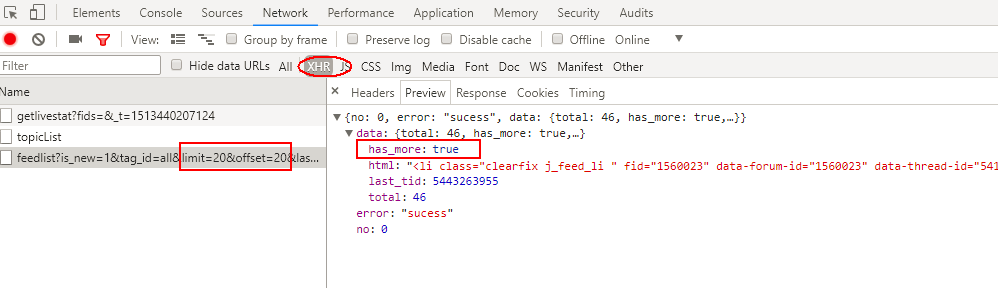 Elements Console Sources Network Performance Application Memory Security Audits
View: Group by frame Preserve log Disable cache Offline Online
Filter Hide data URLs All XHR JS CSS Img Media Font Doc WS Manifest Other
Name
getlivestat?fids=&_t=1513440207124
topicList
feedlist?is_new=1&tag_id=all&limit=20&offset=20&las...
× Headers Preview Response Cookies Timing
▼{no: 0, error: "sucess", data: {total: 46, has_more: true,…}}
▼data: {total: 46, has_more: true,…}
has_more: true
html: "<li class="clearfix j_feed_li " fid="1560023" data-forum-id="1560023" data-thread-id="541
last_tid: 5443263955
total: 46
error: "sucess"
no: 0